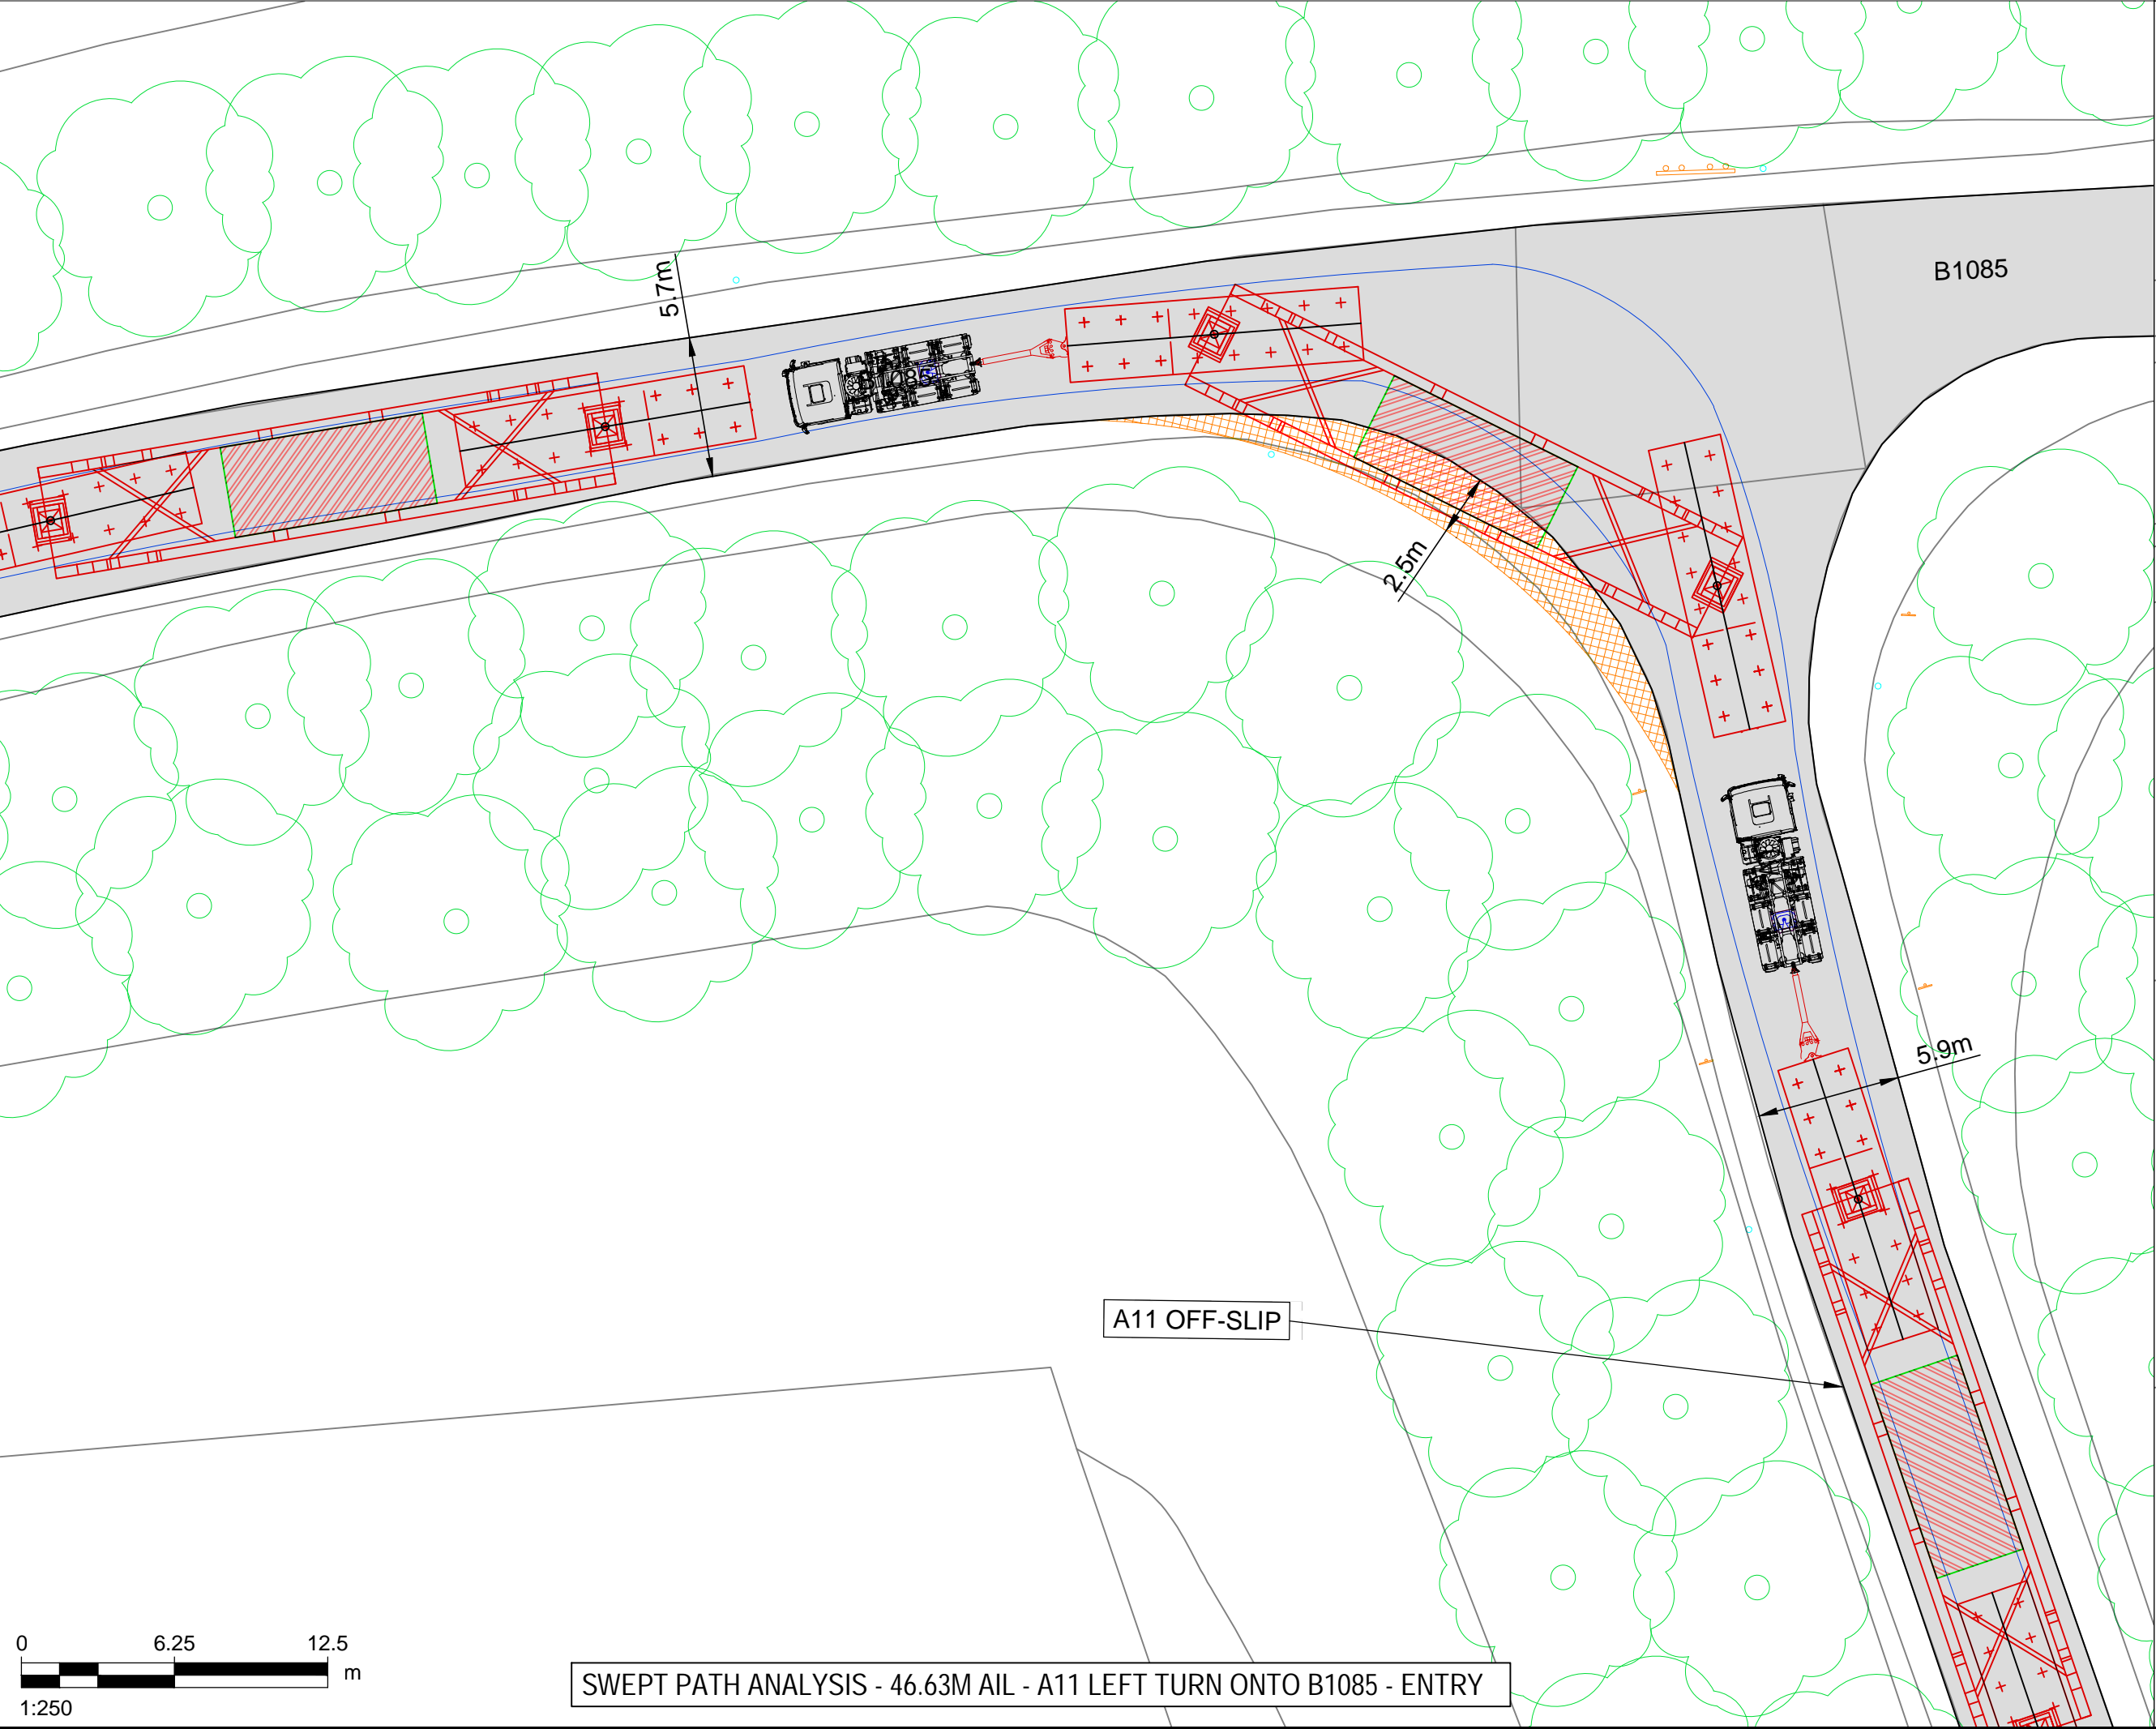 5.7m
B1085
2.5m
5.9m
A11 OFF-SLIP
0 6.25 12.5
m
1:250
SWEPT PATH ANALYSIS - 46.63M AIL - A11 LEFT TURN ONTO B1085 - ENTRY